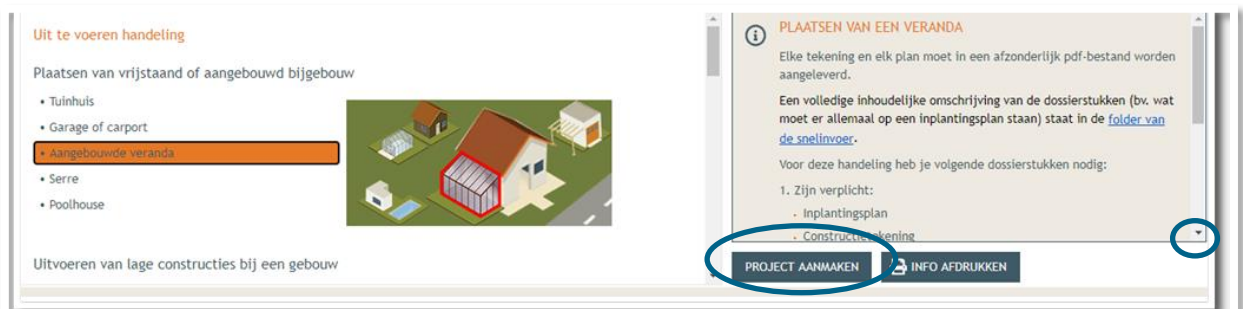 Uit te voeren handeling
Plaatsen van vrijstaand of aangebouwd bijgebouw
• Tuinhuis
• Garage of carport
• Aangebouwde veranda
• Serre
• Poolhouse
Uitvoeren van lage constructies bij een gebouw
PLAATSEN VAN EEN VERANDA
Elke tekening en elk plan moet in een afzonderlijk pdf-bestand worden
aangeleverd.
Een volledige inhoudelijke omschrijving van de dossierstukken (bv. wat
moet er allemaal op een inplantingsplan staan) staat in de folder van
de snelinvoer.
Voor deze handeling heb je volgende dossierstukken nodig:
1. Zijn verplicht:
- Inplantingsplan
- Constructietekening
PROJECT AANMAKEN
INFO AFDRUKKEN